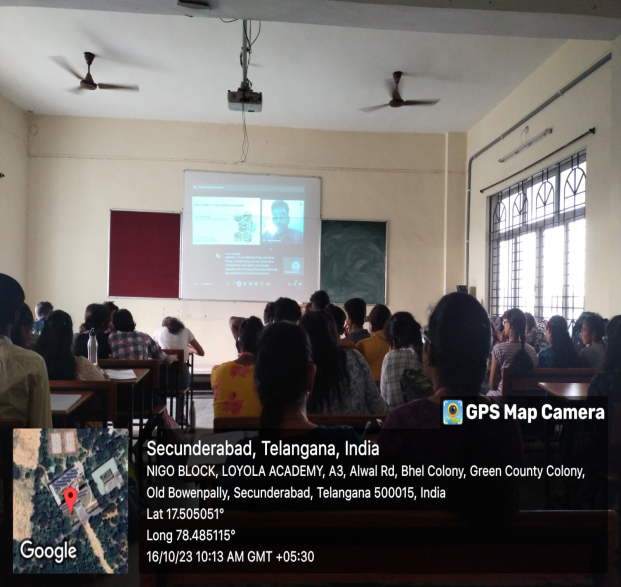 GPS Map Camera
Secunderabad, Telangana, India
NIGO BLOCK, LOYOLA ACADEMY, A3, Alwal Rd, Bhel Colony, Green County Colony,
Old Bowenpally, Secunderabad, Telangana 500015, India
Lat 17.505051°
Long 78.485115°
16/10/23 10:13 AM GMT +05:30
Google